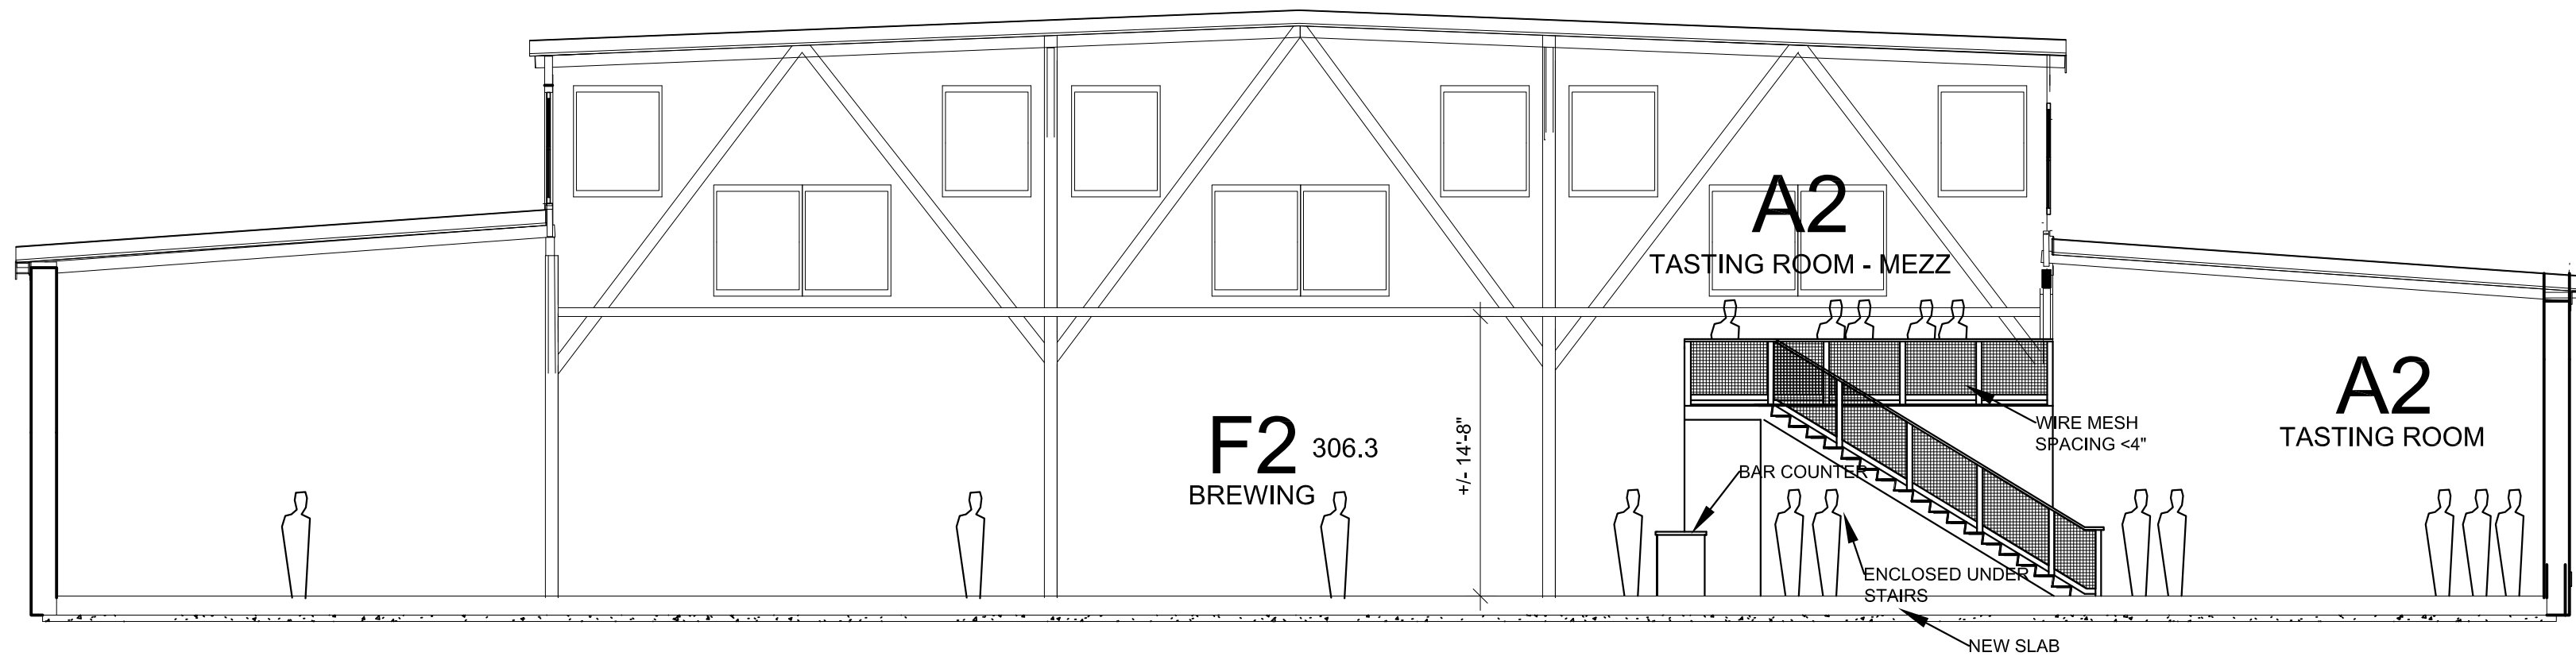 A2
TASTING ROOM - MEZZ
A2
TASTING ROOM
F2 306.3
BREWING
+/- 14'-8"
WIRE MESH
SPACING <4"
BAR COUNTER
ENCLOSED UNDER
STAIRS
NEW SLAB